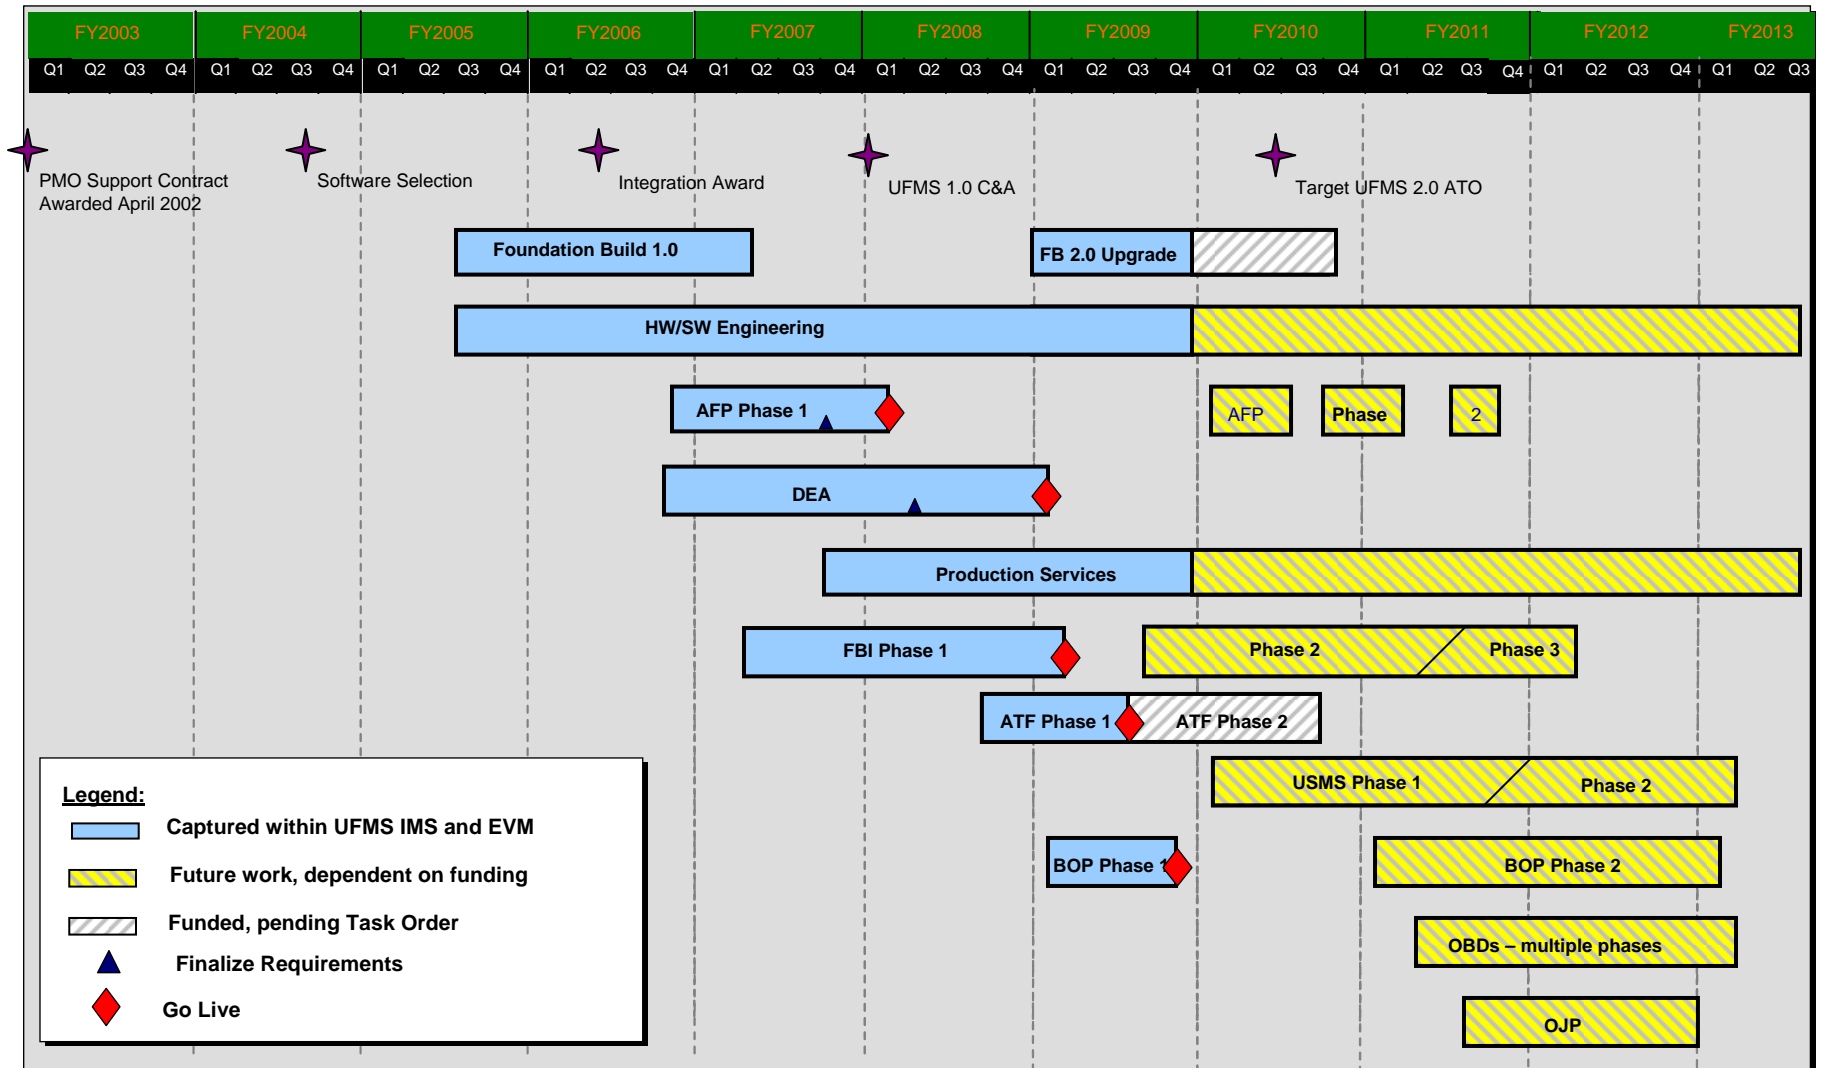 FY2003 FY2004 FY2005 FY2006 FY2007 FY2008 FY2009 FY2010 FY2011 FY2012 FY2013
Q1 Q2 Q3 Q4 Q1 Q2 Q3 Q4 Q1 Q2 Q3 Q4 Q1 Q2 Q3 Q4 Q1 Q2 Q3 Q4 Q1 Q2 Q3 Q4 Q1 Q2 Q3 Q4 Q1 Q2 Q3 Q4 Q1 Q2 Q3 Q4 Q1 Q2 Q3 Q4 Q1 Q2 Q3
PMO Support Contract
Awarded April 2002
Software Selection
Integration Award
UFMS 1.0 C&A
Target UFMS 2.0 ATO
Foundation Build 1.0
FB 2.0 Upgrade
HW/SW Engineering
AFP Phase 1
AFP Phase 2
DEA
Production Services
FBI Phase 1
Phase 2
Phase 3
ATF Phase 1
ATF Phase 2
USMS Phase 1
Phase 2
BOP Phase 1
BOP Phase 2
OBDs – multiple phases
OJP
Legend:
Captured within UFMS IMS and EVM
Future work, dependent on funding
Funded, pending Task Order
Finalize Requirements
Go Live